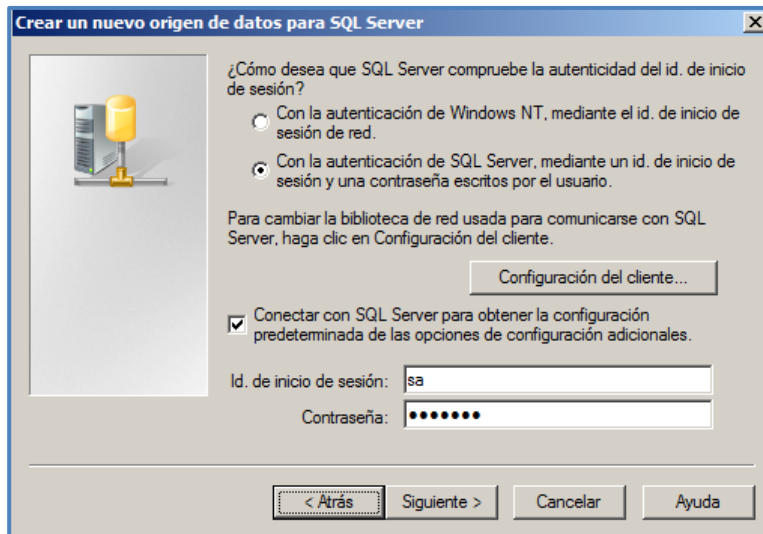 Crear un nuevo origen de datos para SQL Server
¿Cómo desea que SQL Server compruebe la autenticidad del id. de inicio
de sesión?
Con la autenticación de Windows NT, mediante el id. de inicio de
sesión de red.
Con la autenticación de SQL Server, mediante un id. de inicio de
sesión y una contraseña escritos por el usuario.
Para cambiar la biblioteca de red usada para comunicarse con SQL
Server, haga clic en Configuración del cliente.
Configuración del cliente...
Conectar con SQL Server para obtener la configuración
predeterminada de las opciones de configuración adicionales.
Id. de inicio de sesión: sa
Contraseña: •••••••
< Atrás Siguiente > Cancelar Ayuda